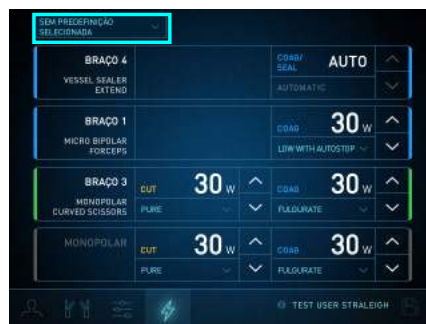 SEM PREDEFINIÇÃO
SELECIONADA
BRAÇO 4
VESSEL SEALER
EXTEND
COAG/
SEAL
AUTO
AUTOMATIC
BRAÇO 1
MICRO BIPOLAR
FORCEPS
COAG
30 W
LOW WITH AUTOSTOP
BRAÇO 3
MONOPOLAR
CURVED SCISSORS
CUT
30 W
PURE
COAG
30 W
FULGURATE
MONOPOLAR
CUT
30 W
PURE
COAG
30 W
FULGURATE
TEST USER STRALEIGH